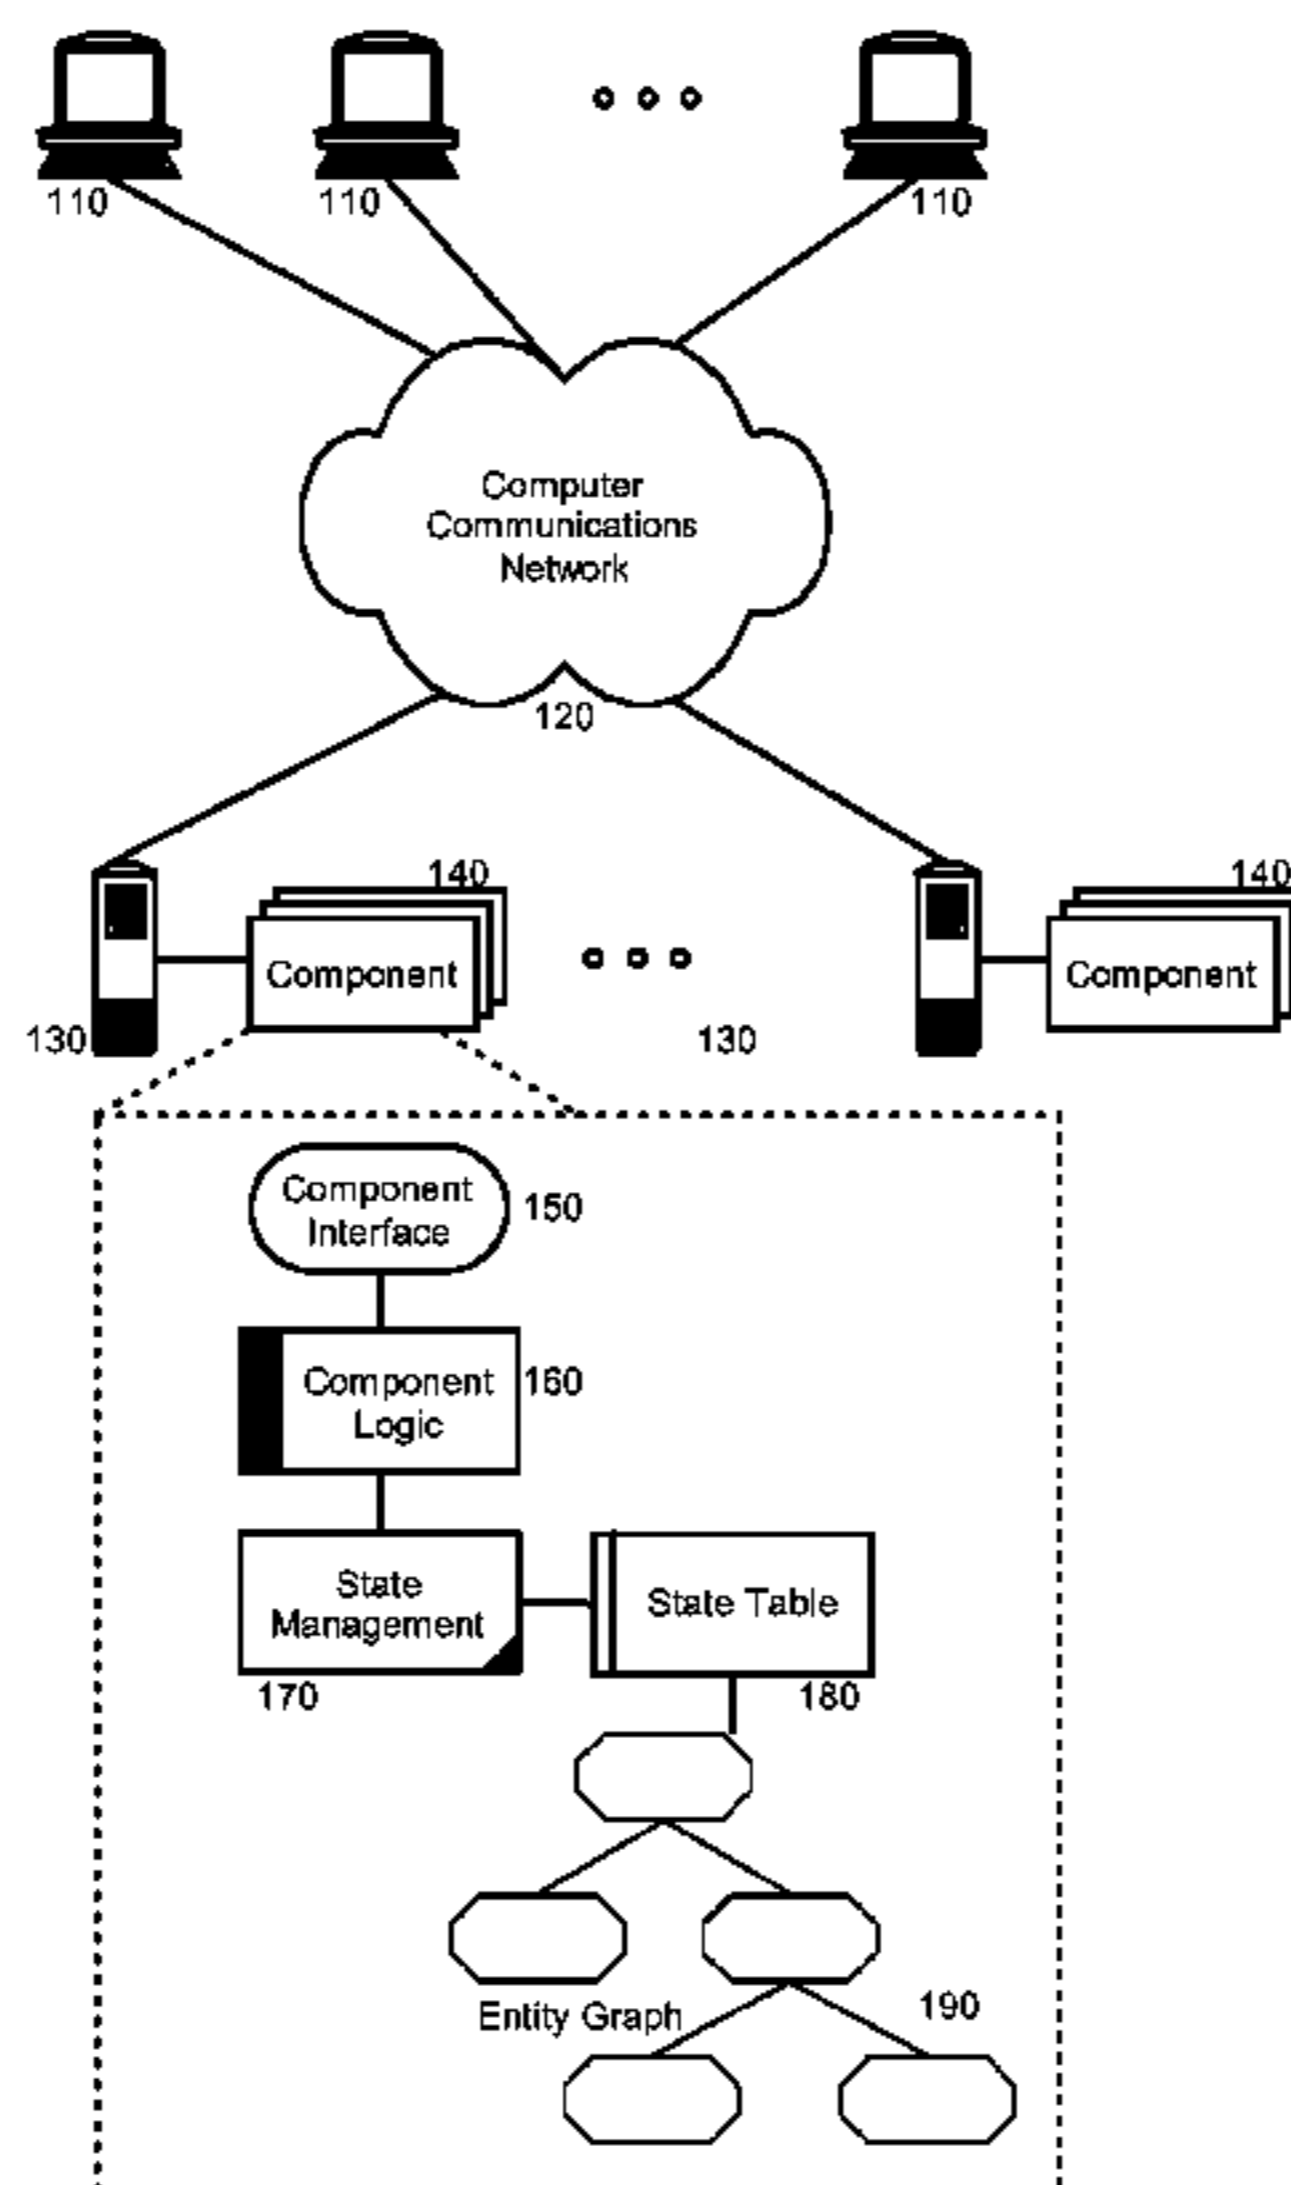 110
110
110
Computer
Communications
Network
120
140
140
Component
Component
130
130
Component
Interface
150
Component
Logic
160
State
Management
State Table
170
180
Entity Graph
190